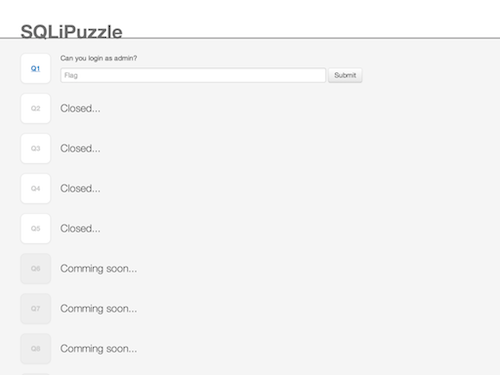 SQLiPuzzle
Q1
Can you login as admin?
Flag
Submit
Q2
Closed...
Q3
Closed...
Q4
Closed...
Q5
Closed...
Q6
Comming soon...
Q7
Comming soon...
Q8
Comming soon...